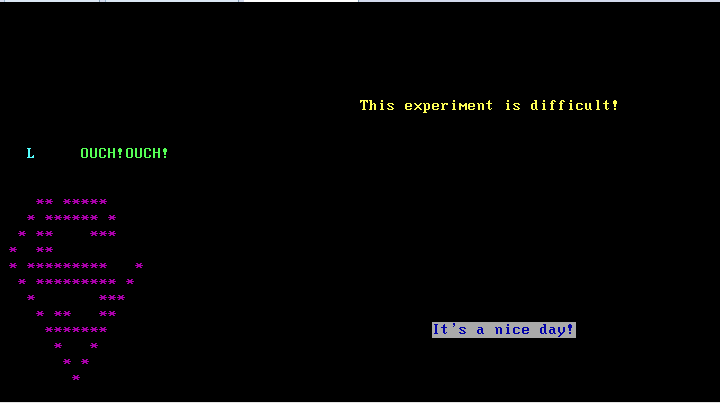 This experiment is difficult!
L OUCH!OUCH!
** *****
* ****** *
* ** ***
* **
* ********* *
* ********* *
* ***
* ** **
*******
* *
* *
*
It's a nice day!